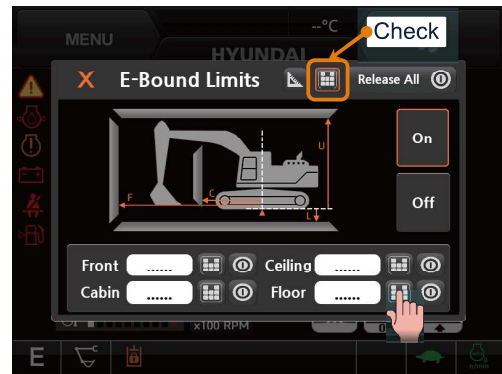 --°C
Check
MENU
HYUNDAI
X E-Bound Limits Release All
On
U
Off
F C L
Front ...... Ceiling ......
Cabin ...... Floor ......
x100 RPM
E